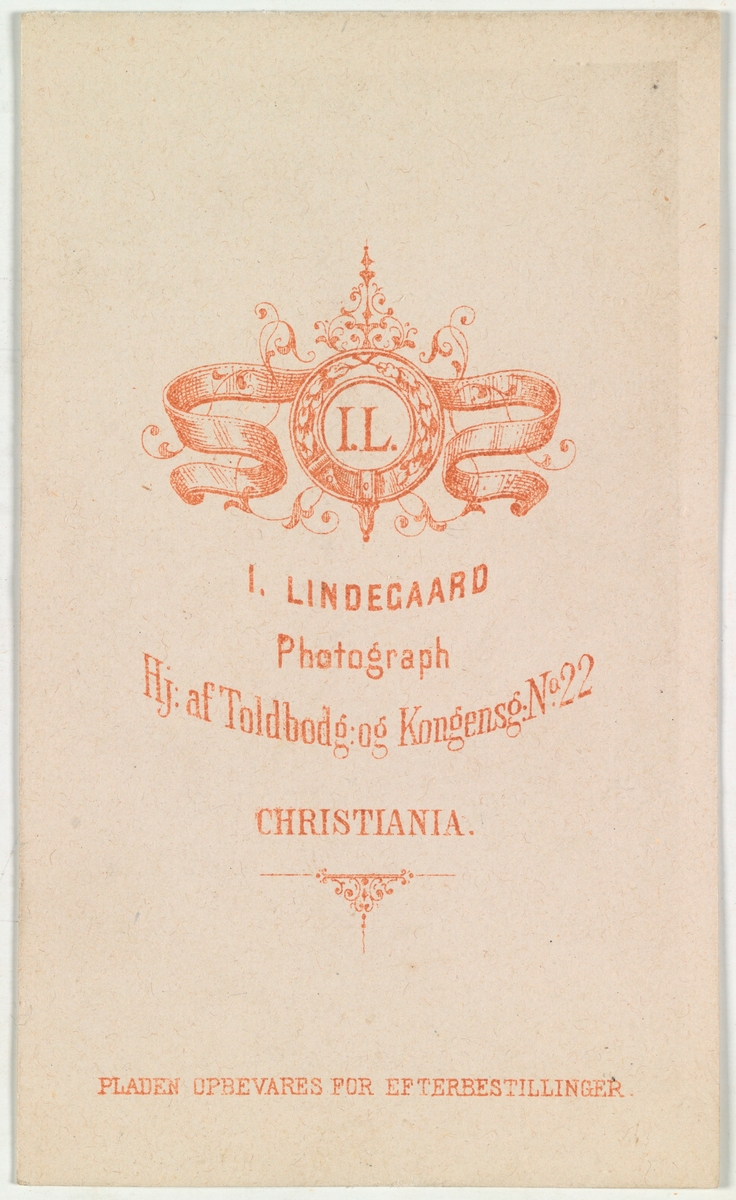 I.L.
I. LINDEGAARD
Photograph
Hj: af Toldbodg: og Kongensg: No. 22
CHRISTIANIA.
PLADEN OPBEVARES FOR EFTERBESTILLINGER.